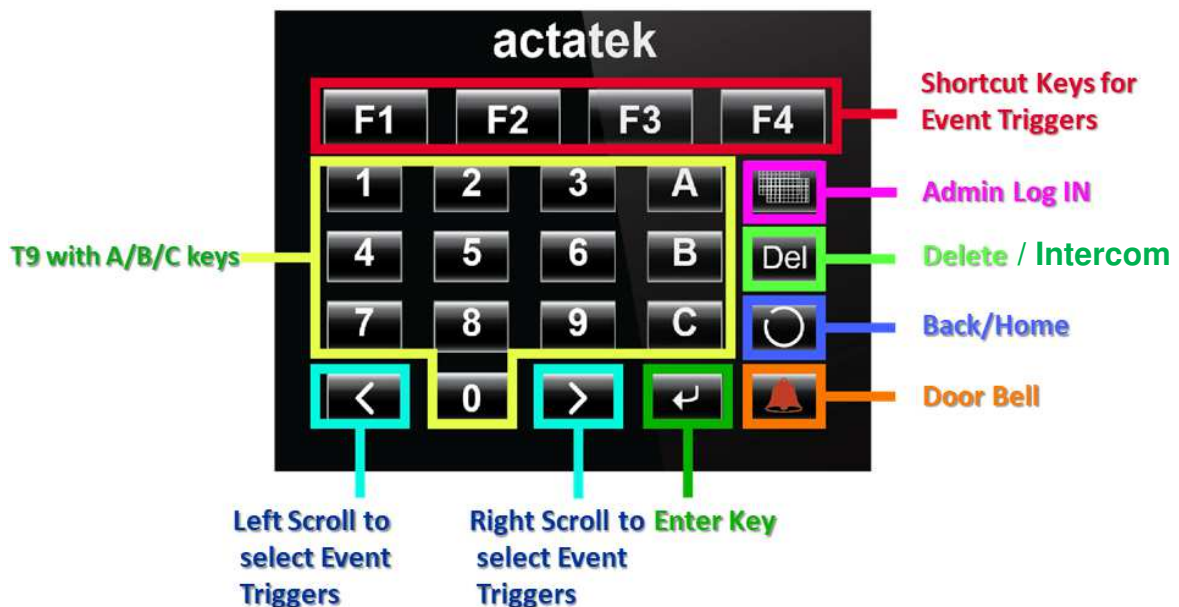 actatek
F1 F2 F3 F4
Shortcut Keys for
Event Triggers
1 2 3 A
Admin Log IN
T9 with A/B/C keys
4 5 6 B Del
Delete / Intercom
7 8 9 C
Back/Home
< 0 >
Door Bell
Left Scroll to
select Event
Triggers
Right Scroll to
select Event
Triggers
Enter Key